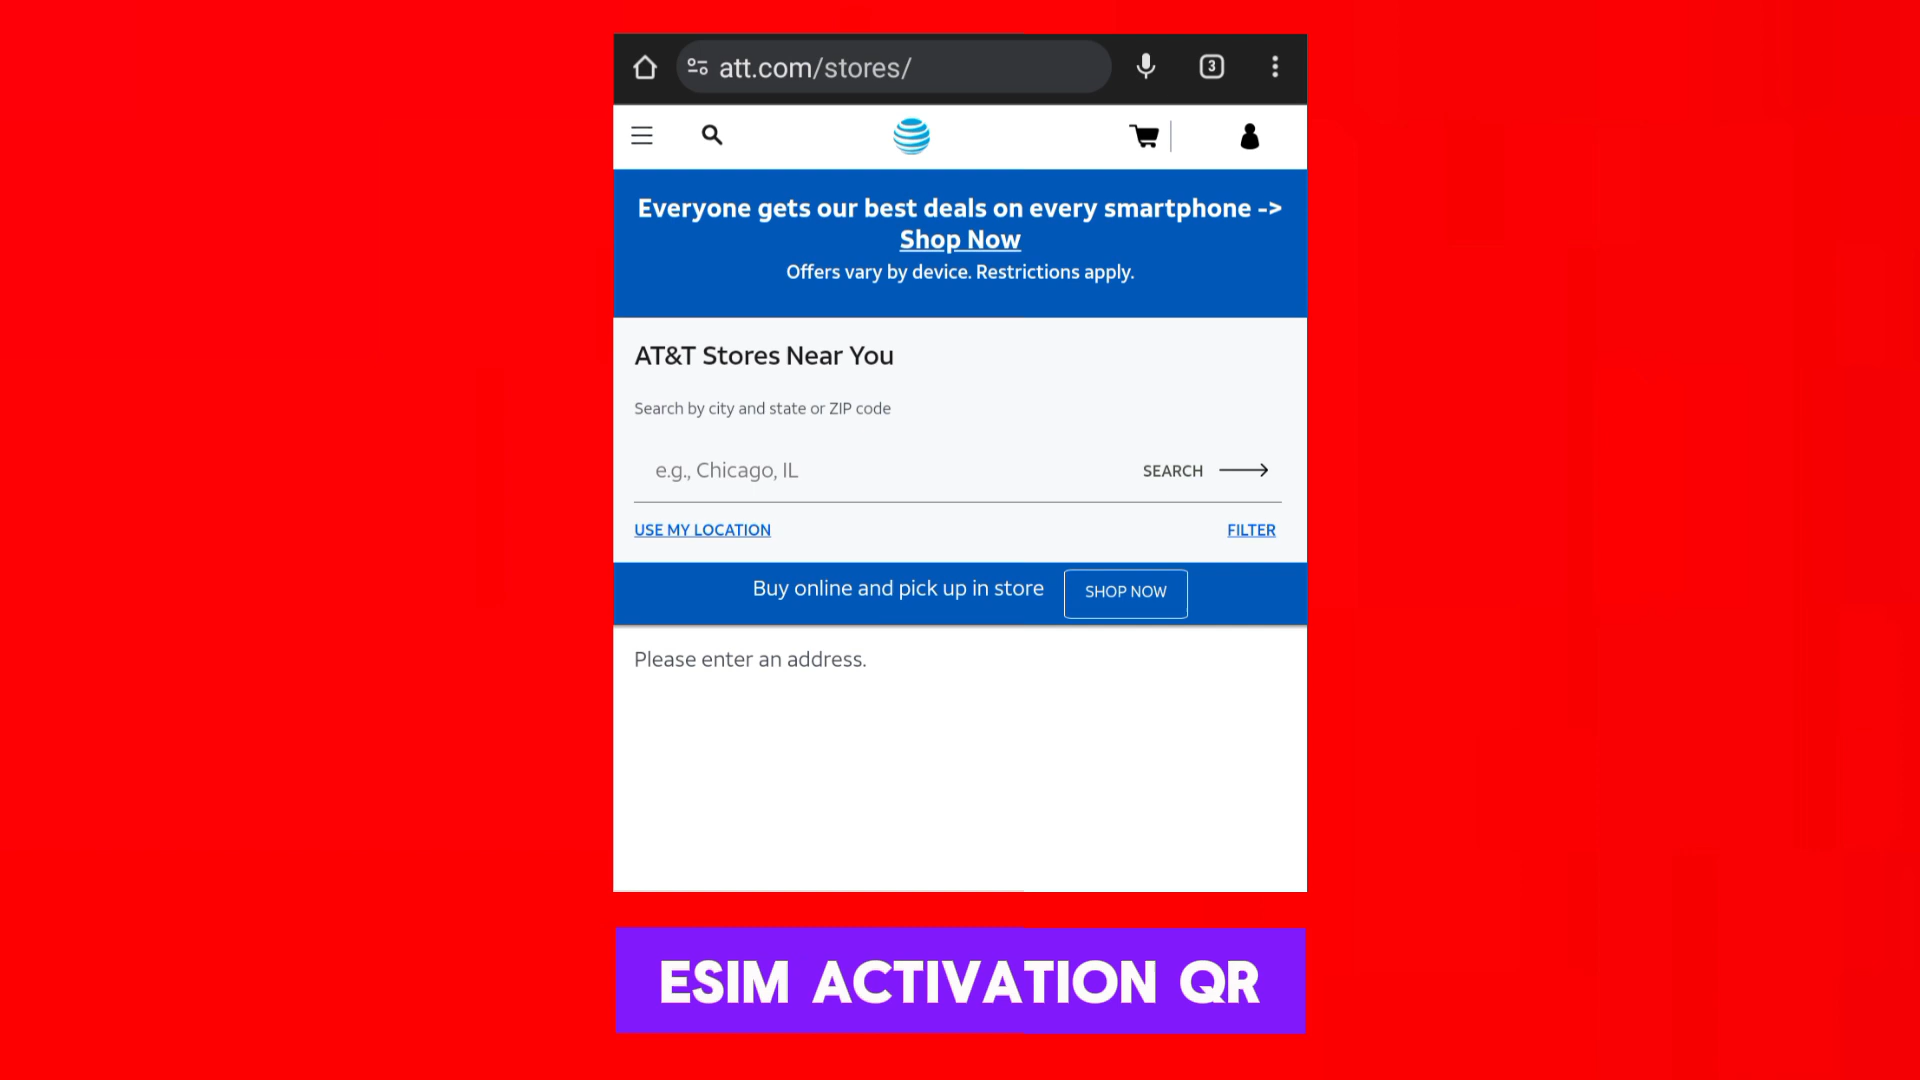 att.com/stores/
3
Everyone gets our best deals on every smartphone ->
Shop Now
Offers vary by device. Restrictions apply.
AT&T Stores Near You
Search by city and state or ZIP code
e.g., Chicago, IL
SEARCH
USE MY LOCATION
FILTER
Buy online and pick up in store
SHOP NOW
Please enter an address.
ESIM ACTIVATION QR